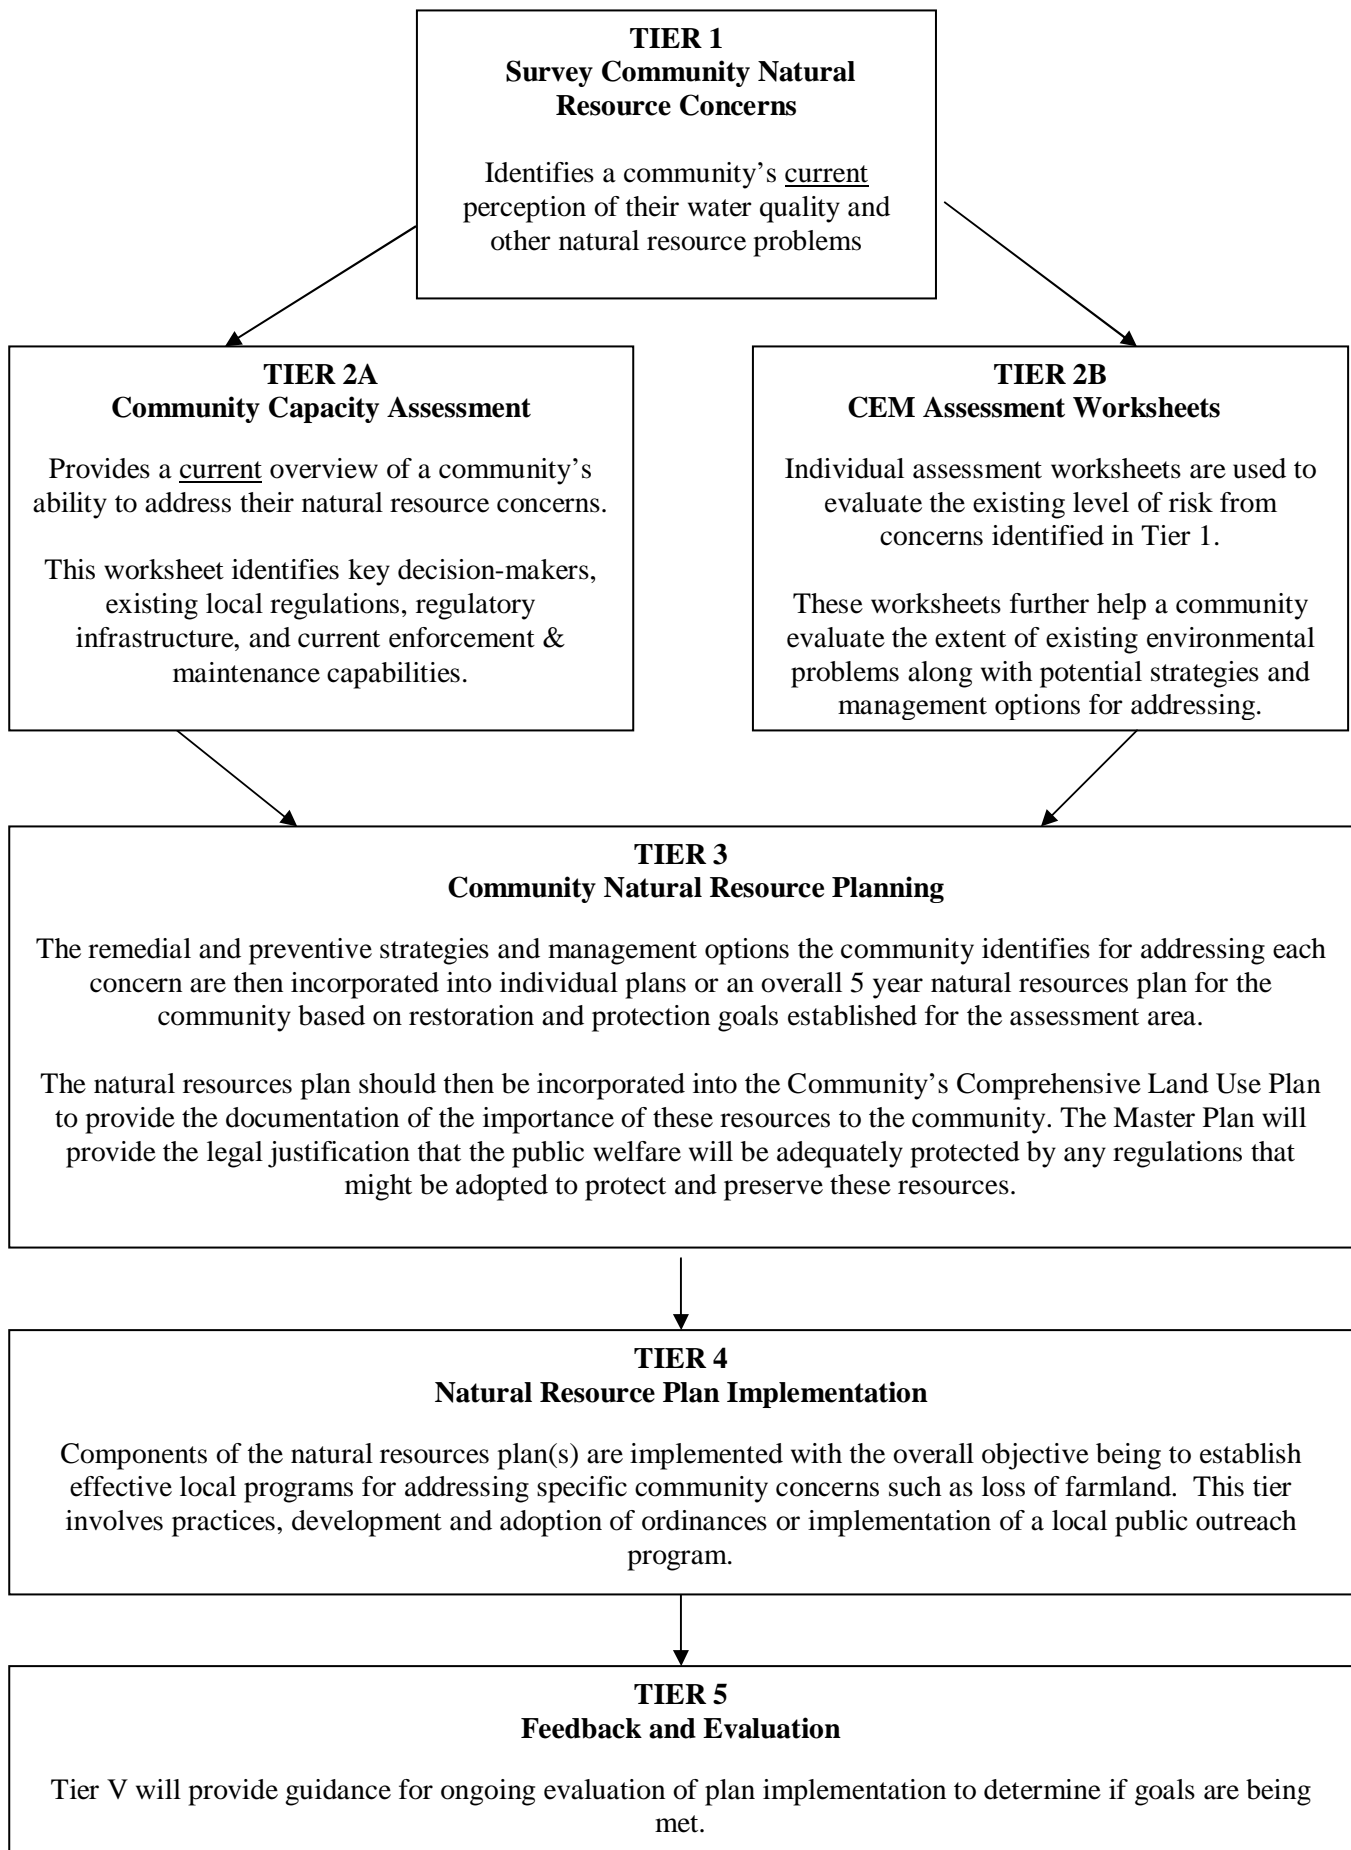 TIER 1
Survey Community Natural
Resource Concerns
Identifies a community’s current
perception of their water quality and
other natural resource problems
TIER 2A
Community Capacity Assessment
Provides a current overview of a community’s
ability to address their natural resource concerns.
This worksheet identifies key decision-makers,
existing local regulations, regulatory
infrastructure, and current enforcement &
maintenance capabilities.
TIER 2B
CEM Assessment Worksheets
Individual assessment worksheets are used to
evaluate the existing level of risk from
concerns identified in Tier 1.
These worksheets further help a community
evaluate the extent of existing environmental
problems along with potential strategies and
management options for addressing.
TIER 3
Community Natural Resource Planning
The remedial and preventive strategies and management options the community identifies for addressing each
concern are then incorporated into individual plans or an overall 5 year natural resources plan for the
community based on restoration and protection goals established for the assessment area.
The natural resources plan should then be incorporated into the Community’s Comprehensive Land Use Plan
to provide the documentation of the importance of these resources to the community. The Master Plan will
provide the legal justification that the public welfare will be adequately protected by any regulations that
might be adopted to protect and preserve these resources.
TIER 4
Natural Resource Plan Implementation
Components of the natural resources plan(s) are implemented with the overall objective being to establish
effective local programs for addressing specific community concerns such as loss of farmland.  This tier
involves practices, development and adoption of ordinances or implementation of a local public outreach
program.
TIER 5
Feedback and Evaluation
Tier V will provide guidance for ongoing evaluation of plan implementation to determine if goals are being
met.